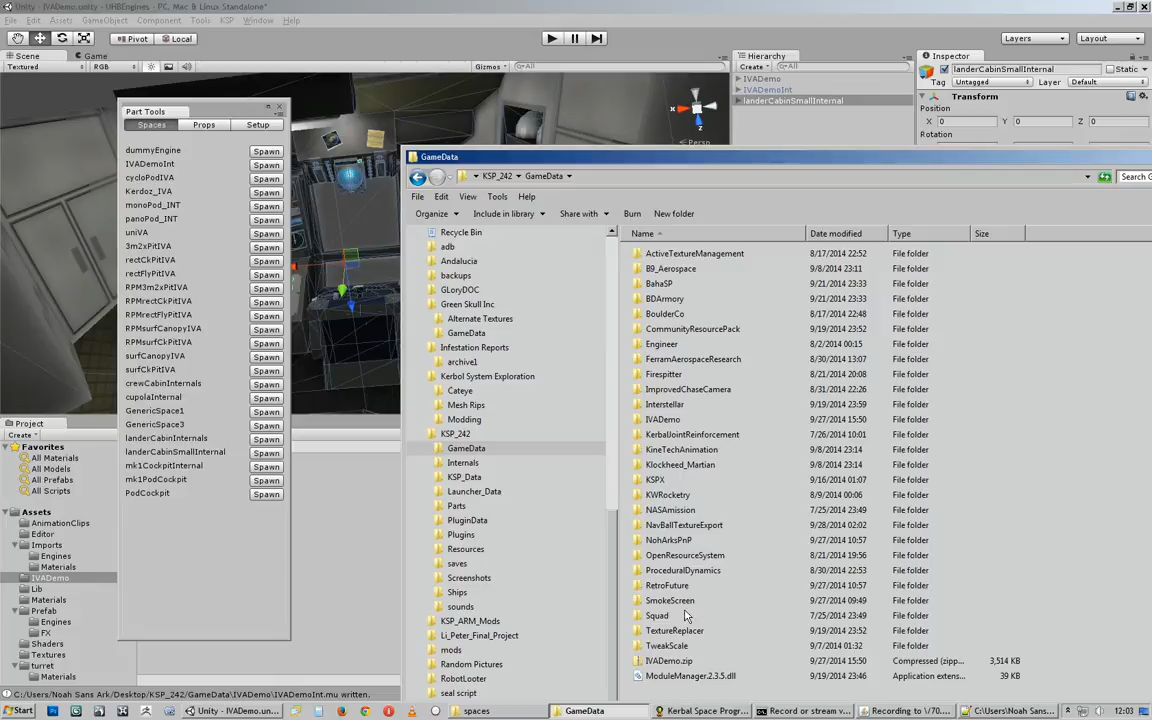 Unity - IVADemo.unity - UHBEngines - PC, Mac & Linux Standalone*
File Edit Assets GameObject Component Tools KSP Window Help
Pivot Local Layers Layout
Scene Game Hierarchy Inspector
Textured RGB Gizmos All Create All
landerCabinSmallInternal Static
Tag Untagged Layer Default
IVADemo
IVADemoInt
landerCabinSmallInternal
Transform
Position
X 0 Y 0 Z 0
Rotation
x z
Persp
Part Tools
Spaces Props Setup
dummyEngine Spawn
IVADemoInt Spawn
cycloPodIVA Spawn
Kerdoz_IVA Spawn
monoPod_INT Spawn
panoPod_INT Spawn
uniVA Spawn
3m2xPitIVA Spawn
rectCkPitIVA Spawn
rectFlyPitIVA Spawn
RPM3m2xPitIVA Spawn
RPMrectCkPitIVA Spawn
RPMrectFlyPitIVA Spawn
RPMsurfCanopyIVA Spawn
RPMsurfCkPitIVA Spawn
surfCanopyIVA Spawn
surfCkPitIVA Spawn
crewCabinInternals Spawn
cupolaInternal Spawn
GenericSpace1 Spawn
GenericSpace3 Spawn
landerCabinInternals Spawn
landerCabinSmallInternal Spawn
mk1CockpitInternal Spawn
mk1PodCockpit Spawn
PodCockpit Spawn
Project
Create
Favorites
All Materials
All Models
All Prefabs
All Scripts
Assets
AnimationClips
Editor
Imports
Engines
Materials
IVADemo
Lib
Materials
Prefab
Engines
FX
Shaders
Textures
turret
Materials
GameData
KSP_242 GameData Search G
File Edit View Tools Help
Organize Include in library Share with Burn New folder
Recycle Bin
adb
Andalucia
backups
GLoryDOC
Green Skull Inc
Alternate Textures
GameData
Infestation Reports
archive1
Kerbol System Exploration
Cateye
Mesh Rips
Modding
KSP_242
GameData
Internals
KSP_Data
Launcher_Data
Parts
PluginData
Plugins
Resources
saves
Screenshots
Ships
sounds
KSP_ARM_Mods
Li_Peter_Final_Project
mods
Random Pictures
RobotLooter
seal script
Name Date modified Type Size
ActiveTextureManagement 8/17/2014 22:52 File folder
B9_Aerospace 9/8/2014 23:11 File folder
BahaSP 9/21/2014 23:33 File folder
BDArmory 9/21/2014 23:33 File folder
BoulderCo 8/17/2014 22:48 File folder
CommunityResourcePack 9/19/2014 23:52 File folder
Engineer 8/2/2014 00:15 File folder
FerramAerospaceResearch 8/30/2014 13:07 File folder
Firespitter 8/21/2014 20:08 File folder
ImprovedChaseCamera 8/31/2014 22:26 File folder
Interstellar 9/19/2014 23:59 File folder
IVADemo 9/27/2014 15:50 File folder
KerbalJointReinforcement 7/26/2014 10:01 File folder
KineTechAnimation 9/8/2014 23:14 File folder
Klockheed_Martian 9/8/2014 23:14 File folder
KSPX 9/16/2014 01:07 File folder
KWRocketry 8/9/2014 00:06 File folder
NASAmission 7/25/2014 23:49 File folder
NavBallTextureExport 9/28/2014 02:02 File folder
NohArksPnP 9/27/2014 10:57 File folder
OpenResourceSystem 8/21/2014 19:56 File folder
ProceduralDynamics 8/30/2014 22:53 File folder
RetroFuture 9/27/2014 10:57 File folder
SmokeScreen 9/27/2014 09:49 File folder
Squad 7/25/2014 23:49 File folder
TextureReplacer 9/19/2014 23:52 File folder
TweakScale 9/7/2014 01:32 File folder
IVADemo.zip 9/27/2014 15:50 Compressed (zipp... 3,514 KB
ModuleManager.2.3.5.dll 9/19/2014 23:46 Application extens... 39 KB
C:/Users/Noah Sans Ark/Desktop/KSP_242/GameData/IVADemo/IVADemoInt.mu written.
Start Unity - IVADemo.un... spaces GameData Kerbal Space Progr... Record or stream v... Recording to \/70... C:\Users\Noah Sans... 12:03